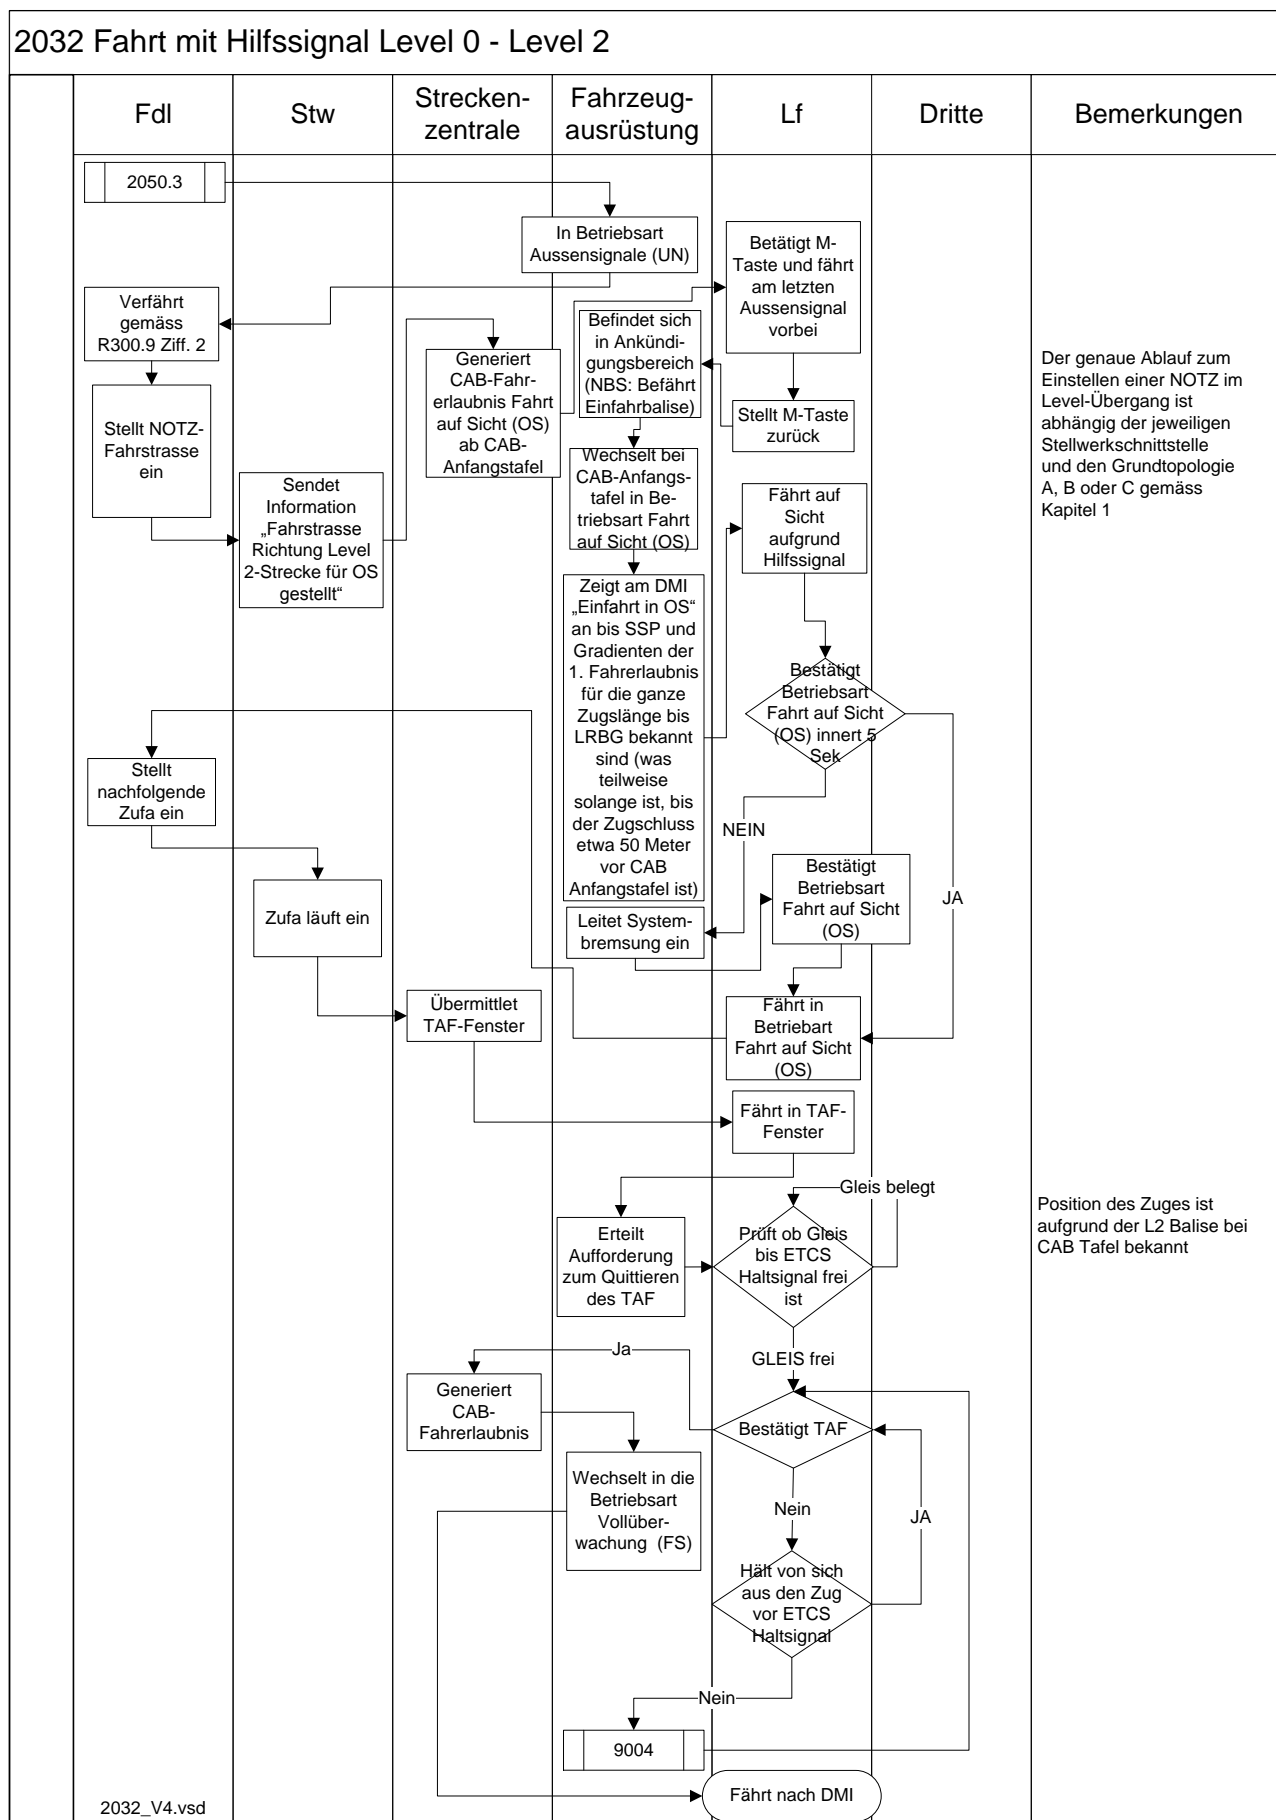 2032 Fahrt mit Hilfssignal Level 0 - Level 2
Fdl
Stw
Strecken-
zentrale
Fahrzeug-
ausrüstung
Lf
Dritte
Bemerkungen
2050.3
In Betriebsart
Aussensignale (UN)
Verfährt
gemäss
R300.9 Ziff. 2
Stellt NOTZ-
Fahrstrasse
ein
Sendet
Information
„Fahrstrasse
Richtung Level
2-Strecke für OS
gestellt“
Generiert
CAB-Fahr-
erlaubnis Fahrt
auf Sicht (OS)
ab CAB-
Anfangstafel
Betätigt M-
Taste und fährt
am letzten
Aussensignal
vorbei
Stellt M-Taste
zurück
Befindet sich
in Ankündi-
gungsbereich
(NBS: Befährt
Einfahrbalise)
Wechselt bei
CAB-Anfangs-
tafel in Be-
triebsart Fahrt
auf Sicht (OS)
Zeigt am DMI
„Einfahrt in OS“
an bis SSP und
Gradienten der
1. Fahrerlaubnis
für die ganze
Zugslänge bis
LRBG bekannt
sind (was
teilweise
solange ist, bis
der Zugschluss
etwa 50 Meter
vor CAB
Anfangstafel ist)
Fährt auf
Sicht
aufgrund
Hilfssignal
Der genaue Ablauf zum
Einstellen einer NOTZ im
Level-Übergang ist
abhängig der jeweiligen
Stellwerkschnittstelle
und den Grundtopologie
A, B oder C gemäss
Kapitel 1
Bestätigt
Betriebsart
Fahrt auf Sicht
(OS) innert 5
Sek
NEIN
JA
Leitet System-
bremsung ein
Bestätigt
Betriebsart
Fahrt auf Sicht
(OS)
Fährt in
Betriebart
Fahrt auf Sicht
(OS)
Stellt
nachfolgende
Zufa ein
Zufa läuft ein
Übermittlet
TAF-Fenster
Fährt in TAF-
Fenster
Erteilt
Aufforderung
zum Quittieren
des TAF
Gleis belegt
Prüft ob Gleis
bis ETCS
Haltsignal frei
ist
Position des Zuges ist
aufgrund der L2 Balise bei
CAB Tafel bekannt
GLEIS frei
Ja
Bestätigt TAF
Generiert
CAB-
Fahrerlaubnis
Wechselt in die
Betriebsart
Vollüber-
wachung (FS)
Nein
JA
Hält von sich
aus den Zug
vor ETCS
Haltsignal
Nein
9004
Fährt nach DMI
2032_V4.vsd